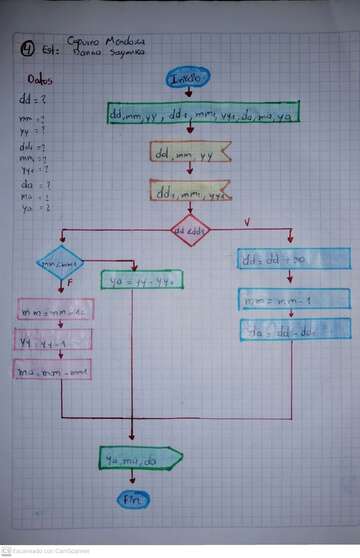 4 Est: Capuma Mendoza
Danna Saymika
Datos
dd = ?
mm = ?
yy = ?
dd1 = ?
mm1 = ?
yy1 = ?
da = ?
ma = ?
ya = ?
Inicio
dd, mm, yy, dd1, mm1, yy1, da, ma, ya
dd, mm, yy
dd1, mm1, yy1
dd < dd1
V
mm < mm1
F
mm = mm + 12
yy = yy - 1
ma = mm - mm1
ya = yy - yy1
dd = dd + 30
mm = mm - 1
da = dd - dd1
ya, ma, da
Fin
Escaneado con CamScanner